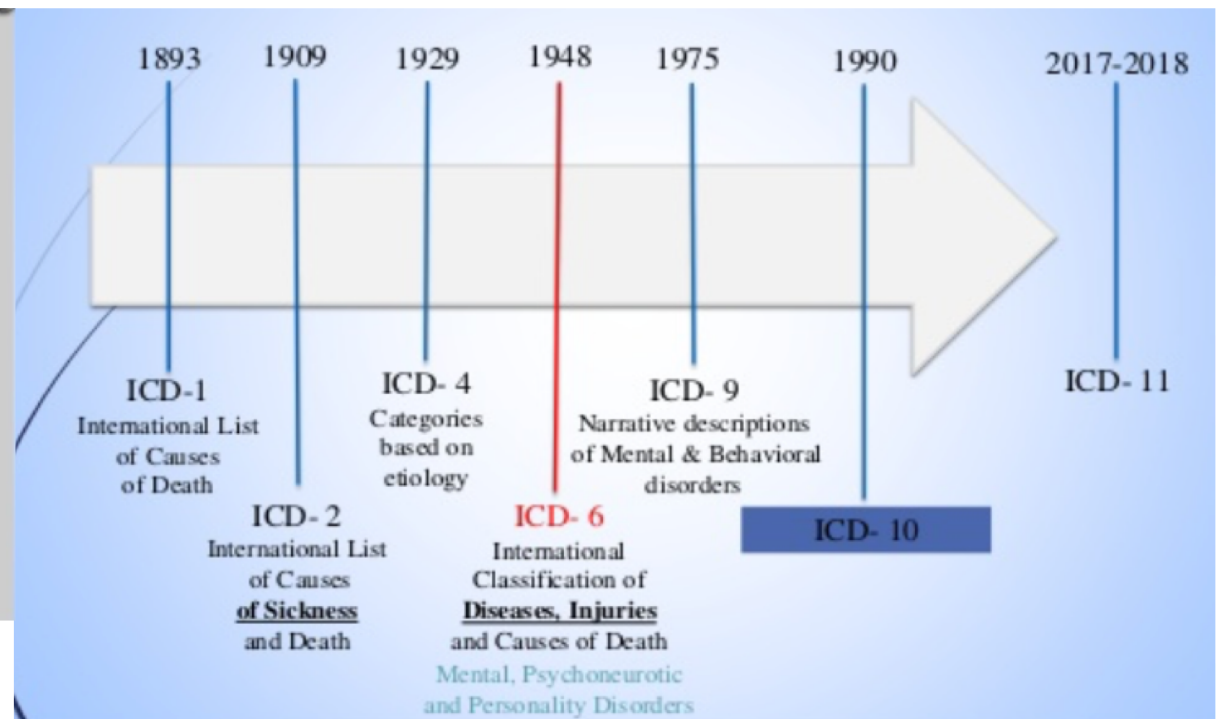 1893
1909
1929
1948
1975
1990
2017-2018
ICD-1
International List
of Causes
of Death
ICD- 2
International List
of Causes
of Sickness
and Death
ICD- 4
Categories
based on
etiology
ICD- 6
International
Classification of
Diseases, Injuries
and Causes of Death
Mental, Psychoneurotic
and Personality Disorders
ICD- 9
Narrative descriptions
of Mental & Behavioral
disorders
ICD- 10
ICD- 11